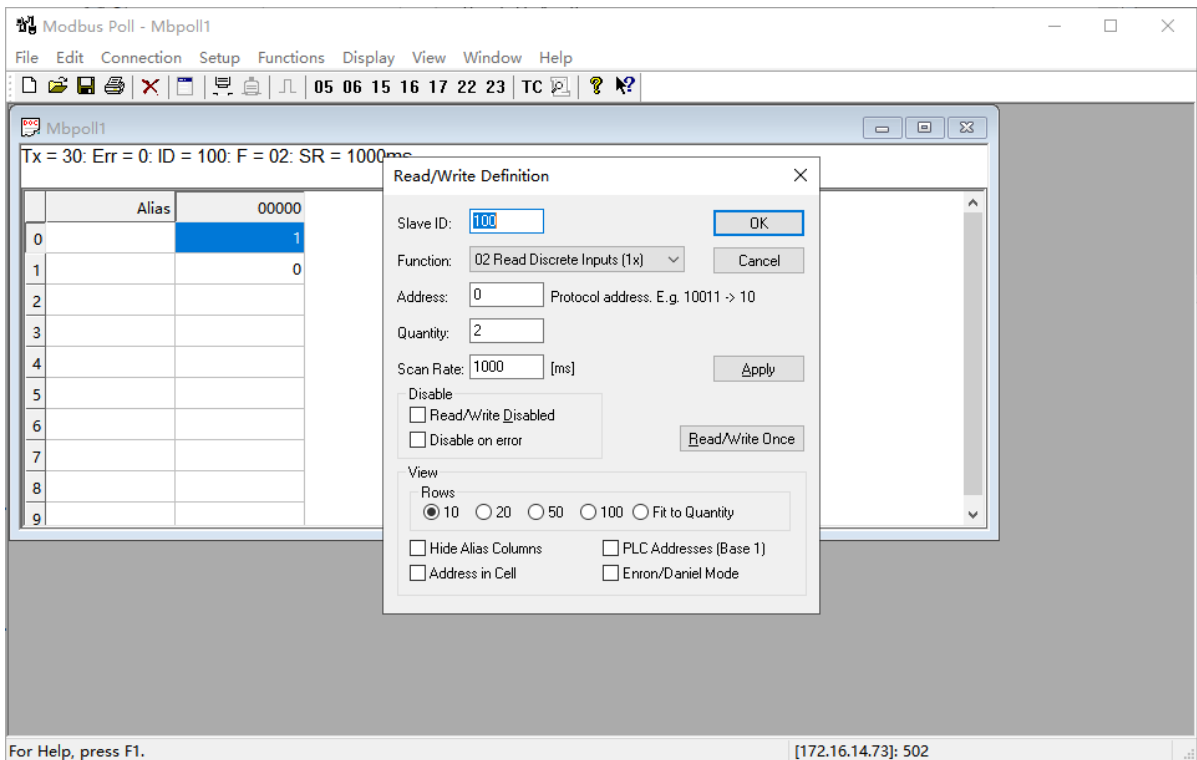 Modbus Poll - Mbpoll1
File Edit Connection Setup Functions Display View Window Help
05 06 15 16 17 22 23 TC
Mbpoll1
Tx = 30: Err = 0: ID = 100: F = 02: SR = 1000ms
Alias 00000
0 1
1 0
2
3
4
5
6
7
8
9
Read/Write Definition
Slave ID: 100 OK
Function: 02 Read Discrete Inputs (1x) Cancel
Address: 0 Protocol address. E.g. 10011 -> 10
Quantity: 2
Scan Rate: 1000 [ms] Apply
Disable
Read/Write Disabled
Disable on error
Read/Write Once
View
Rows
10 20 50 100 Fit to Quantity
Hide Alias Columns PLC Addresses (Base 1)
Address in Cell Enron/Daniel Mode
For Help, press F1. [172.16.14.73]: 502